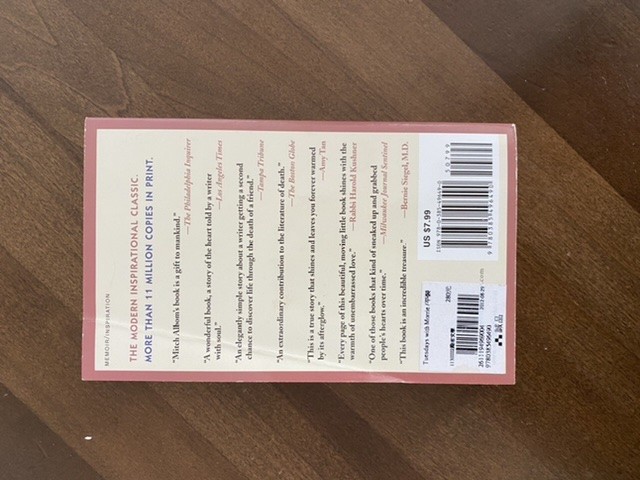 MEMOIR/INSPIRATION
THE MODERN INSPIRATIONAL CLASSIC.
MORE THAN 11 MILLION COPIES IN PRINT.
"Mitch Albom's book is a gift to mankind."
—The Philadelphia Inquirer
"A wonderful book, a story of the heart told by a writer
with soul."
—Los Angeles Times
"An elegantly simple story about a writer getting a second
chance to discover life through the death of a friend."
—Tampa Tribune
"An extraordinary contribution to the literature of death."
—The Boston Globe
"This is a true story that shines and leaves you forever warmed
by its afterglow."
—Amy Tan
"Every page of this beautiful, moving little book shines with the
warmth of unembarrassed love."
—Rabbi Harold Kushner
"One of those books that kind of sneaked up and grabbed
people's hearts over time."
—Milwaukee Journal Sentinel
"This book is an incredible treasure."
—Bernie Siegel, M.D.
Tuesdays with Morrie
US $7.99
50799